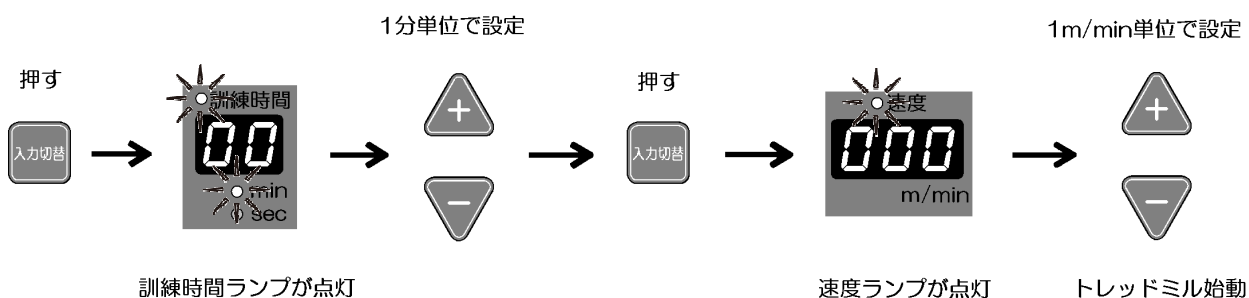 1分単位で設定
1m/min単位で設定
押す
入力切替
訓練時間
00
min
sec
+
−
押す
入力切替
速度
000
m/min
+
−
訓練時間ランプが点灯
速度ランプが点灯
トレッドミル始動